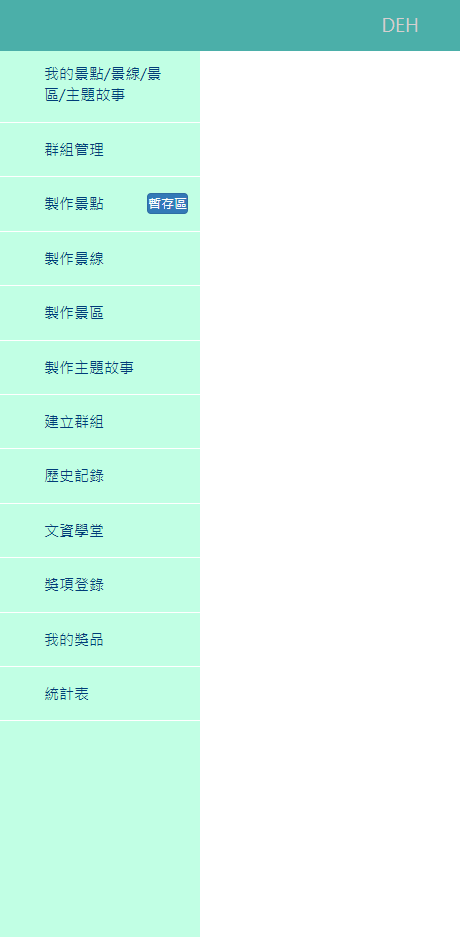 DEH
我的景點/景線/景
區/主題故事
群組管理
製作景點 暫存區
製作景線
製作景區
製作主題故事
建立群組
歷史記錄
文資學堂
獎項登錄
我的獎品
統計表